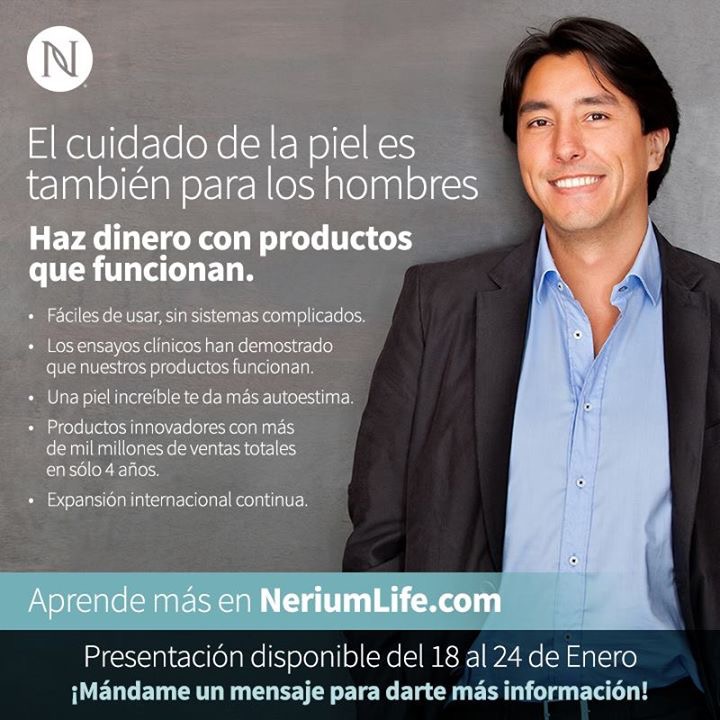 N
El cuidado de la piel es
también para los hombres
Haz dinero con productos
que funcionan.
• Fáciles de usar, sin sistemas complicados.
• Los ensayos clínicos han demostrado
que nuestros productos funcionan.
• Una piel increíble te da más autoestima.
• Productos innovadores con más
de mil millones de ventas totales
en sólo 4 años.
• Expansión internacional continua.
Aprende más en NeriumLife.com
Presentación disponible del 18 al 24 de Enero
¡Mándame un mensaje para darte más información!